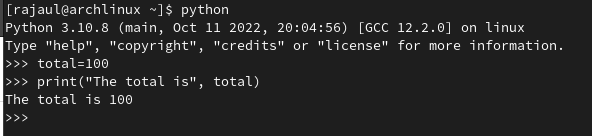 [rajaul@archlinux ~]$ python
Python 3.10.8 (main, Oct 11 2022, 20:04:56) [GCC 12.2.0] on linux
Type "help", "copyright", "credits" or "license" for more information.
>>> total=100
>>> print("The total is", total)
The total is 100
>>>